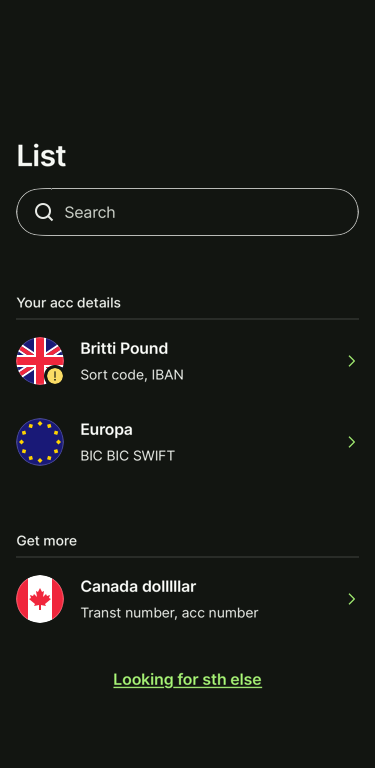 List
Search
Your acc details
Britti Pound
Sort code, IBAN
Europa
BIC BIC SWIFT
Get more
Canada dolllllar
Transt number, acc number
Looking for sth else